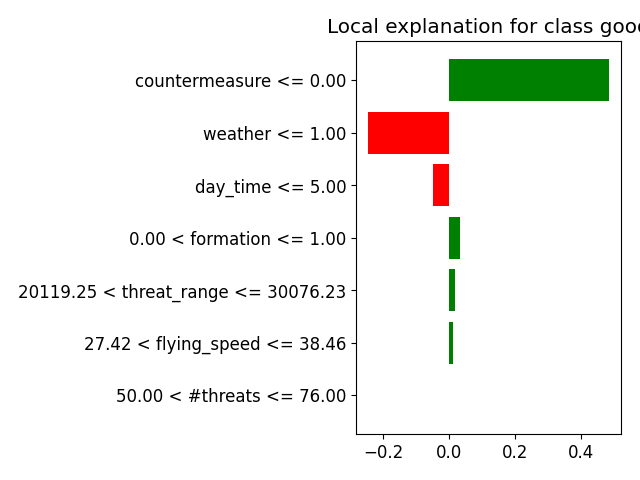 Local explanation for class good
countermeasure <= 0.00
weather <= 1.00
day_time <= 5.00
0.00 < formation <= 1.00
20119.25 < threat_range <= 30076.23
27.42 < flying_speed <= 38.46
50.00 < #threats <= 76.00
−0.2 0.0 0.2 0.4